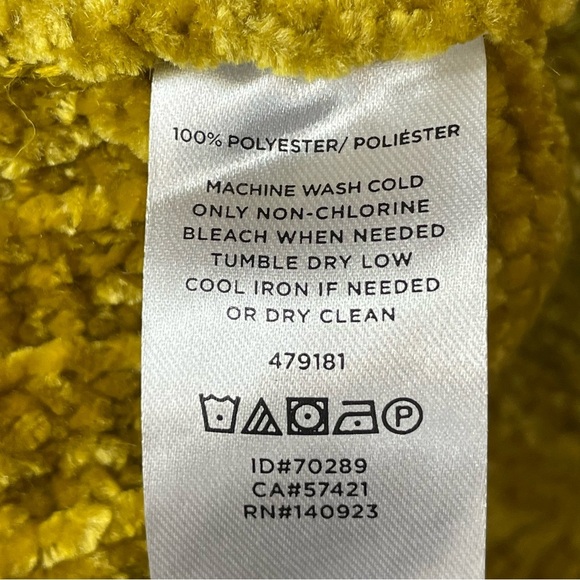 100% POLYESTER/ POLIÉSTER
MACHINE WASH COLD
ONLY NON-CHLORINE
BLEACH WHEN NEEDED
TUMBLE DRY LOW
COOL IRON IF NEEDED
OR DRY CLEAN
479181
P
ID#70289
CA#57421
RN#140923